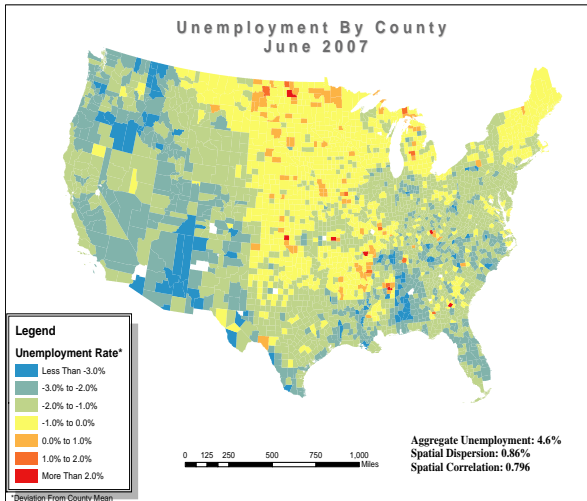 Unemployment By County
June 2007
Legend
Unemployment Rate*
Less Than -3.0%
-3.0% to -2.0%
-2.0% to -1.0%
-1.0% to 0.0%
0.0% to 1.0%
1.0% to 2.0%
More Than 2.0%
*Deviation From County Mean
0 125 250 500 750 1,000
Miles
Aggregate Unemployment: 4.6%
Spatial Dispersion: 0.86%
Spatial Correlation: 0.796